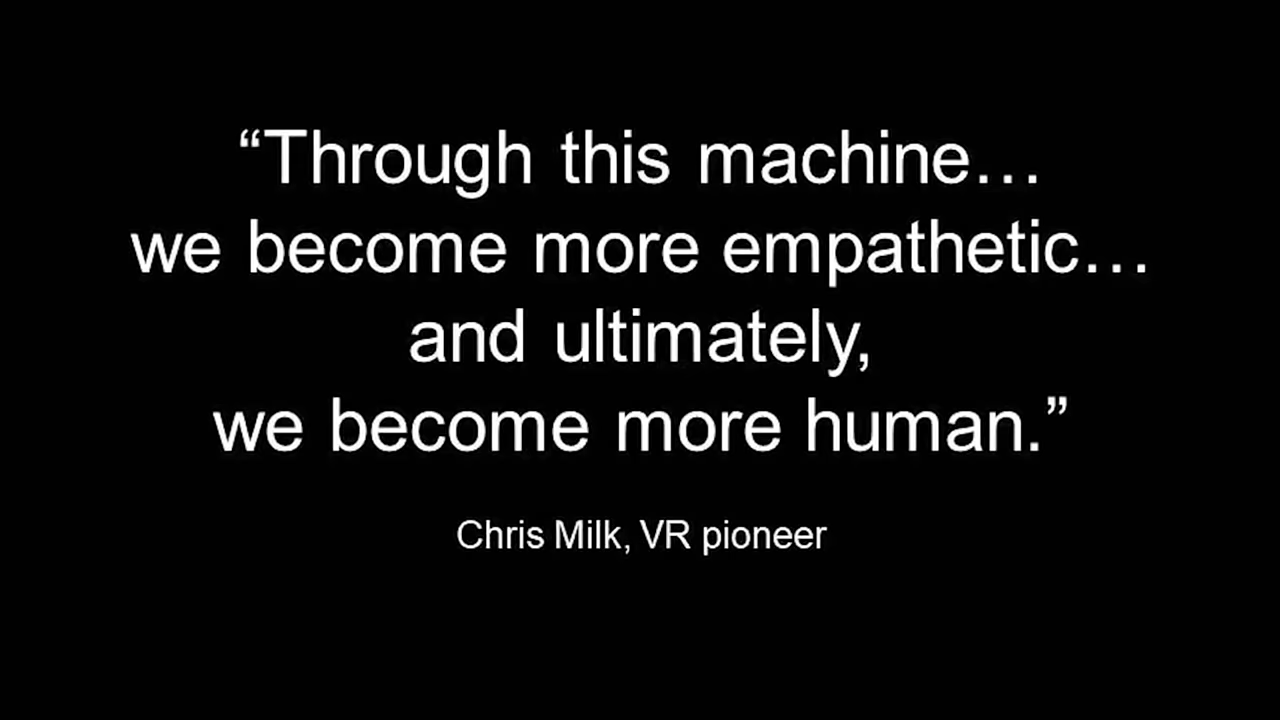 “Through this machine…
we become more empathetic…
and ultimately,
we become more human.”
Chris Milk, VR pioneer